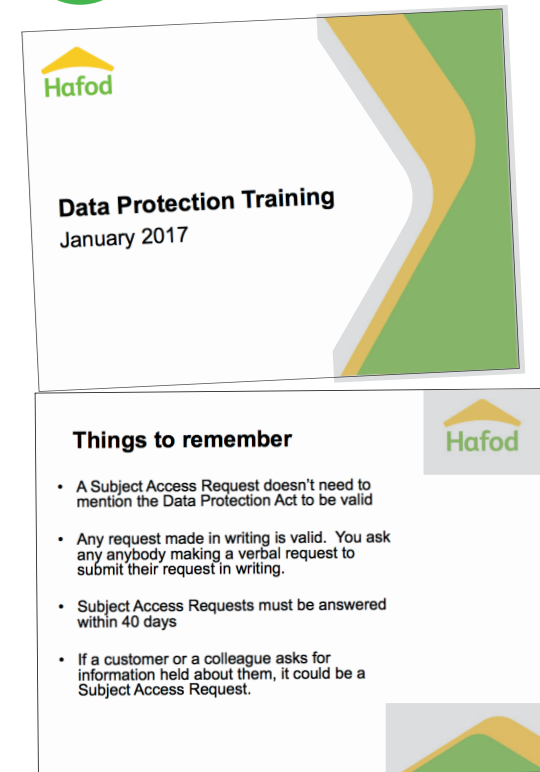 Hafod
Data Protection Training
January 2017
Things to remember
Hafod
• A Subject Access Request doesn't need to
mention the Data Protection Act to be valid
• Any request made in writing is valid.  You ask
any anybody making a verbal request to
submit their request in writing.
• Subject Access Requests must be answered
within 40 days
• If a customer or a colleague asks for
information held about them, it could be a
Subject Access Request.